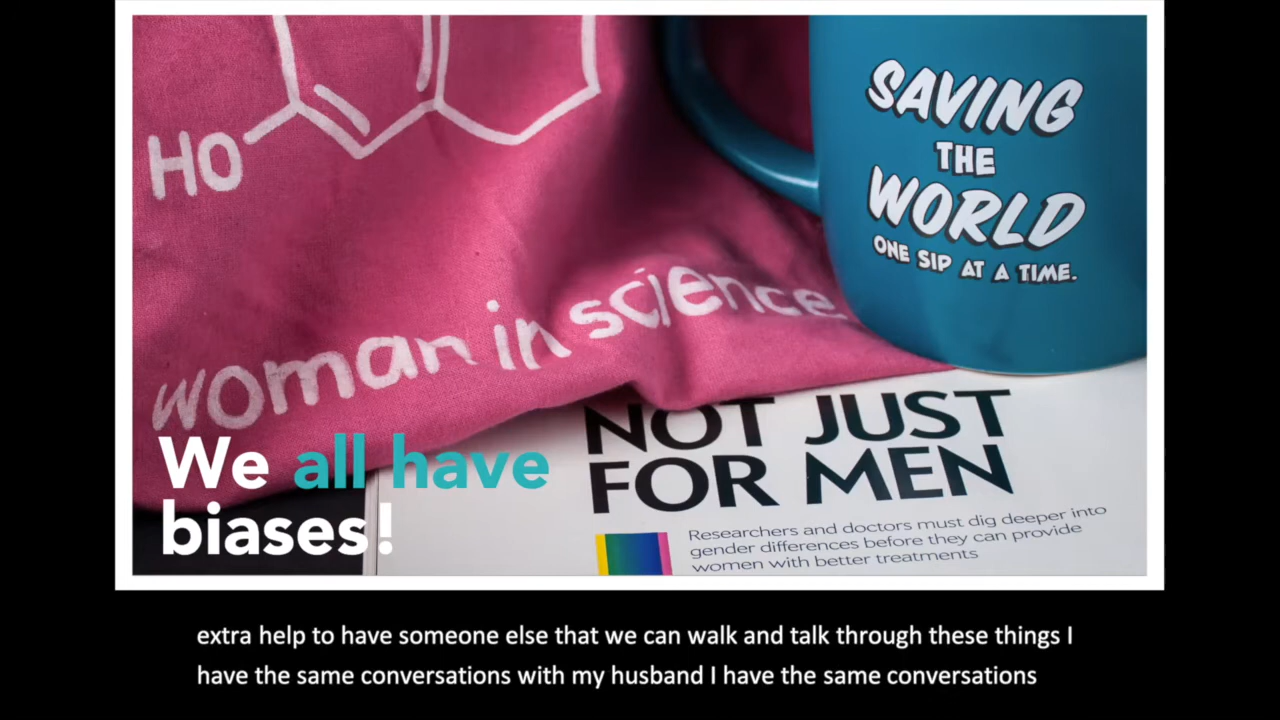 HO
woman in science
SAVING
THE
WORLD
ONE SIP AT A TIME.
We all have
biases!
NOT JUST
FOR MEN
Researchers and doctors must dig deeper into
gender differences before they can provide
women with better treatments
extra help to have someone else that we can walk and talk through these things I
have the same conversations with my husband I have the same conversations